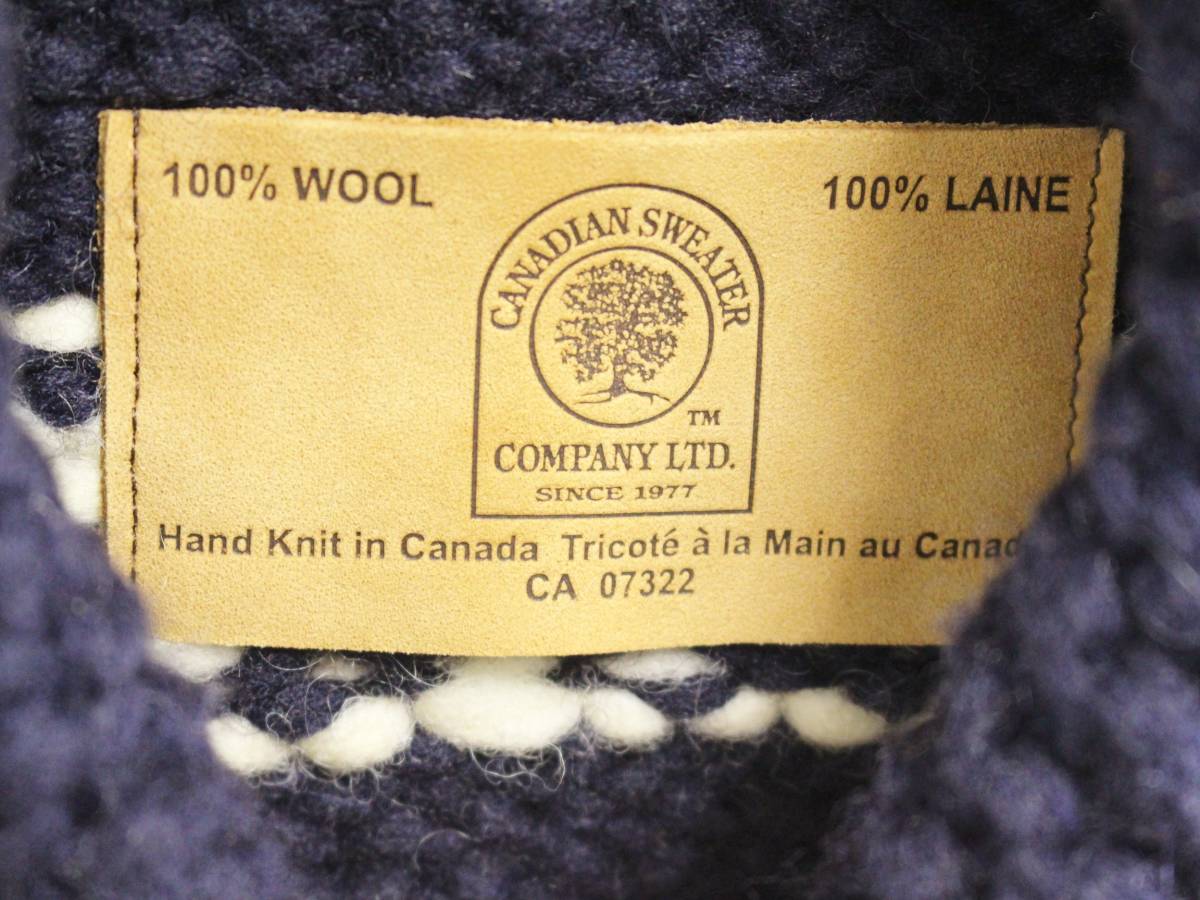 100% WOOL
100% LAINE
CANADIAN SWEATER
TM
COMPANY LTD.
SINCE 1977
Hand Knit in Canada Tricoté à la Main au Canad
CA 07322